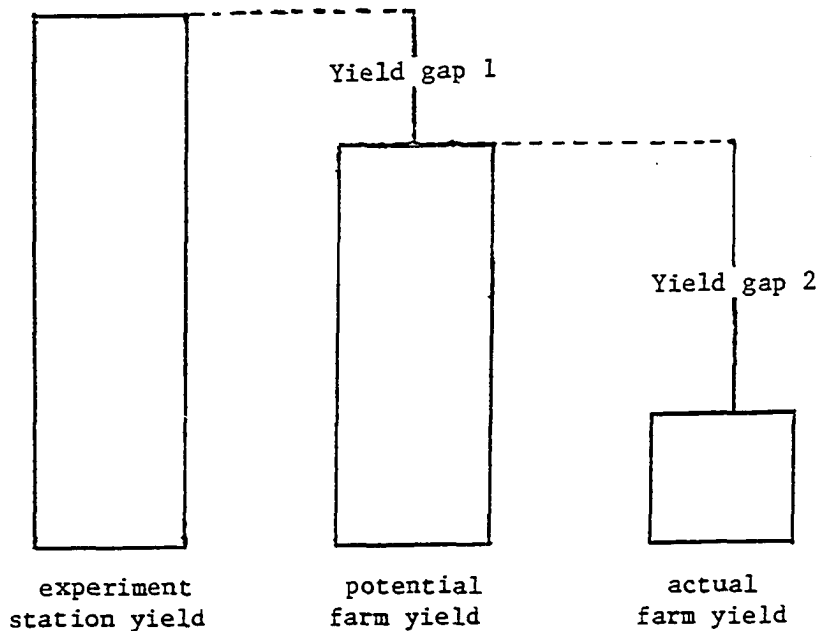 Yield gap 1
Yield gap 2
experiment
station yield
potential
farm yield
actual
farm yield